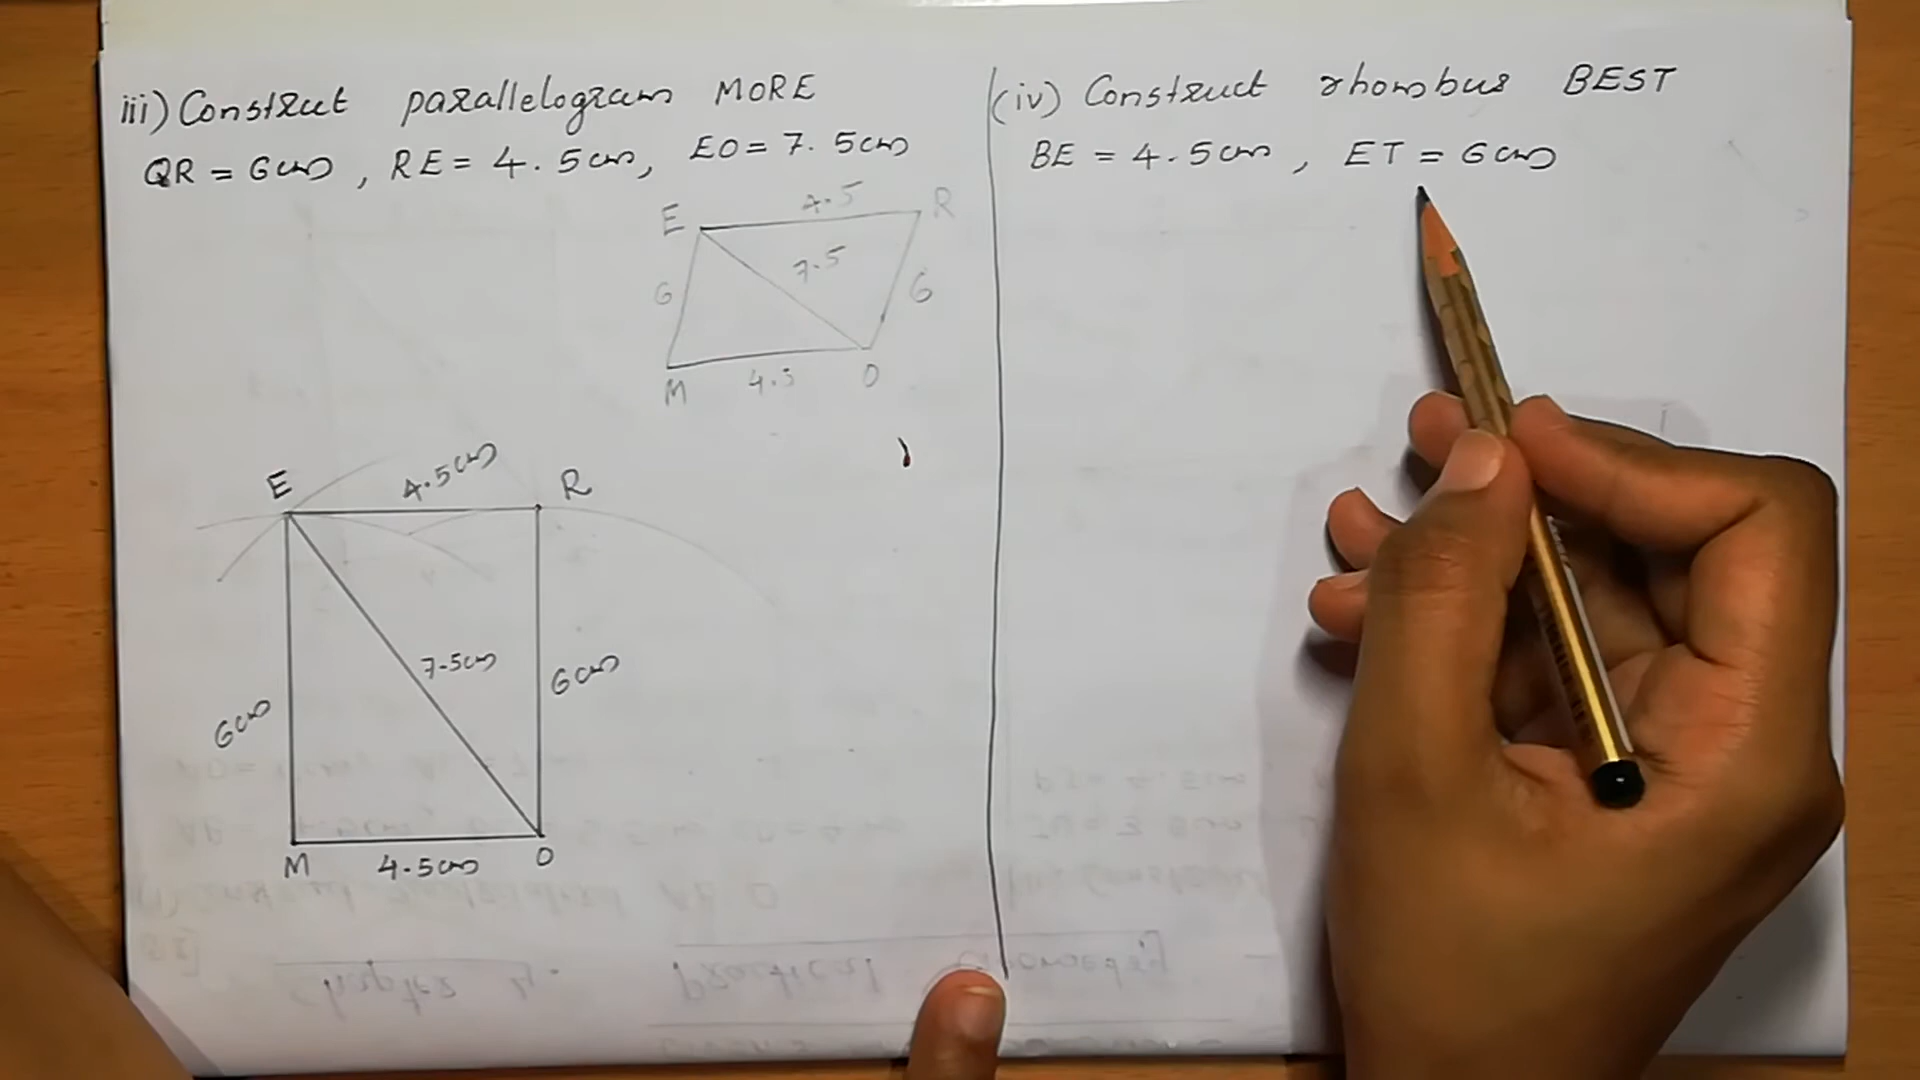 iii) Construct parallelogram MORE
OR = 6cm, RE = 4.5cm, EO = 7.5cm
E 4.5 R
7.5
6 6
M 4.5 O
E 4.5cm R
7.5cm
6cm 6cm
M 4.5cm O
(iv) Construct rhombus BEST
BE = 4.5cm, ET = 6cm